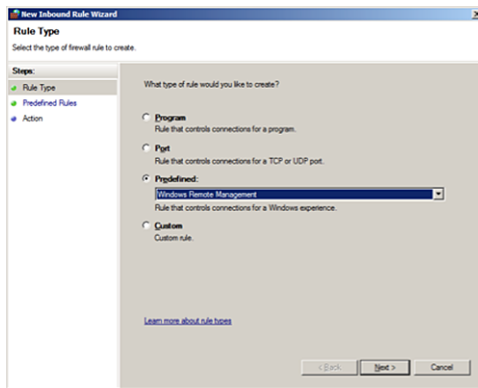 New Inbound Rule Wizard
Rule Type
Select the type of firewall rule to create.
Steps:
Rule Type
Predefined Rules
Action
What type of rule would you like to create?
Program
Rule that controls connections for a program.
Port
Rule that controls connections for a TCP or UDP port.
Predefined:
Windows Remote Management
Rule that controls connections for a Windows experience.
Custom
Custom rule.
Learn more about rule types
< Back
Next >
Cancel